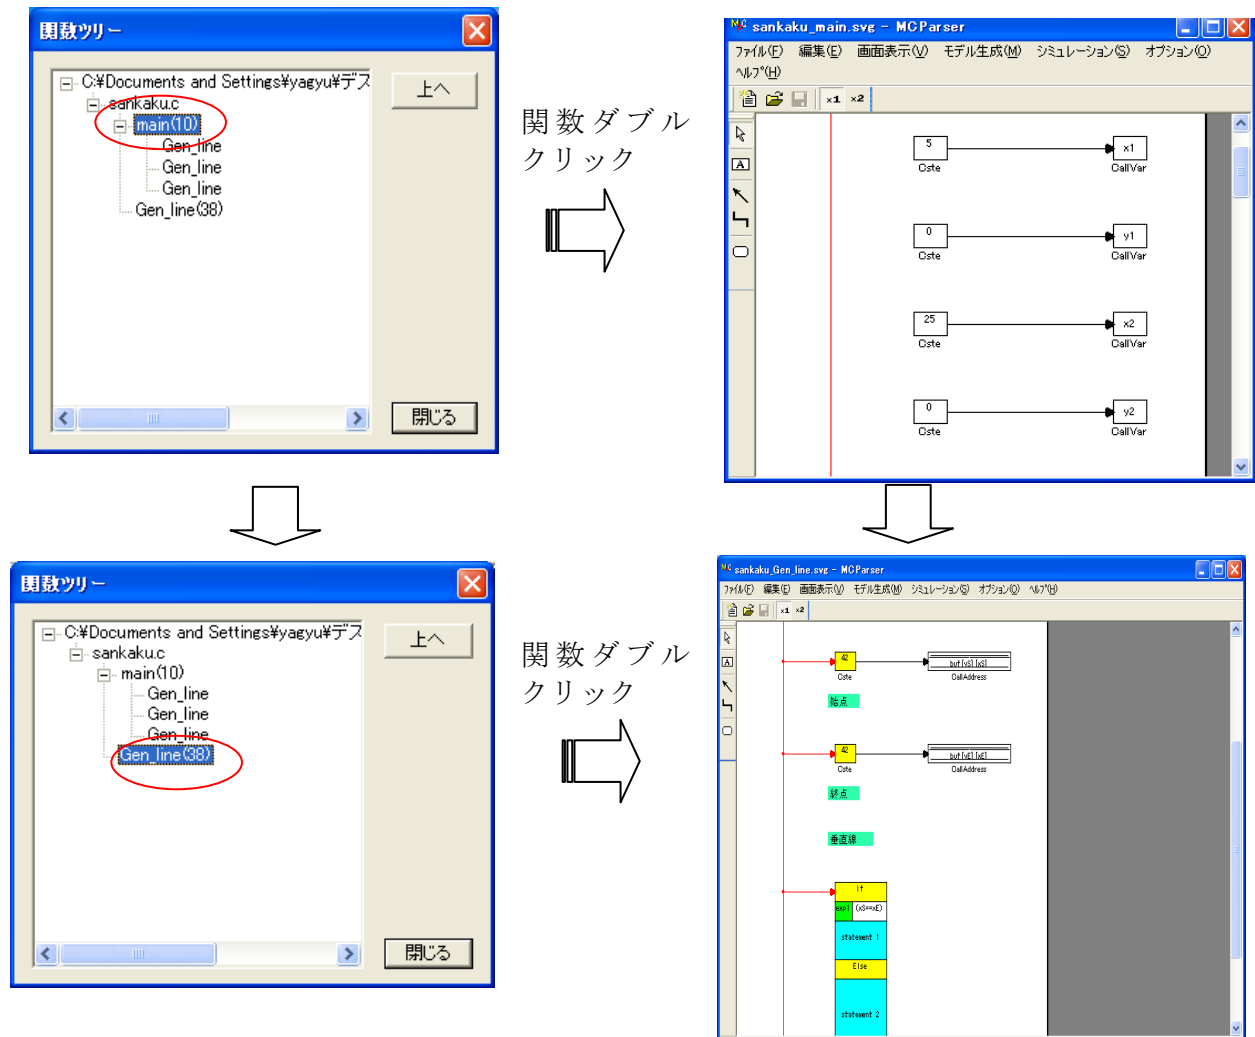 関数ツリー
C:¥Documents and Settings¥yagyu¥デス
sankaku.c
main(10)
Gen_line
Gen_line
Gen_line
Gen_line(38)
上へ
閉じる
関数ダブル
クリック
sankaku_main.svg - MCParser
ファイル(F) 編集(E) 画面表示(V) モデル生成(M) シミュレーション(S) オプション(O)
ヘルプ(H)
x1 x2
A
5
Cste
x1
CallVar
0
Cste
y1
CallVar
25
Cste
x2
CallVar
0
Cste
y2
CallVar
関数ツリー
C:¥Documents and Settings¥yagyu¥デス
sankaku.c
main(10)
Gen_line
Gen_line
Gen_line
Gen_line(38)
上へ
閉じる
関数ダブル
クリック
sankaku_Gen_line.svg - MCParser
ファイル(F) 編集(E) 画面表示(V) モデル生成(M) シミュレーション(S) オプション(O) ヘルプ(H)
x1 x2
A
42
Cste
buf[yS][xS]
CallAddress
始点
42
Cste
buf[yE][xE]
CallAddress
終点
垂直線
If
exp1 (xS==xE)
statement 1
Else
statement 2